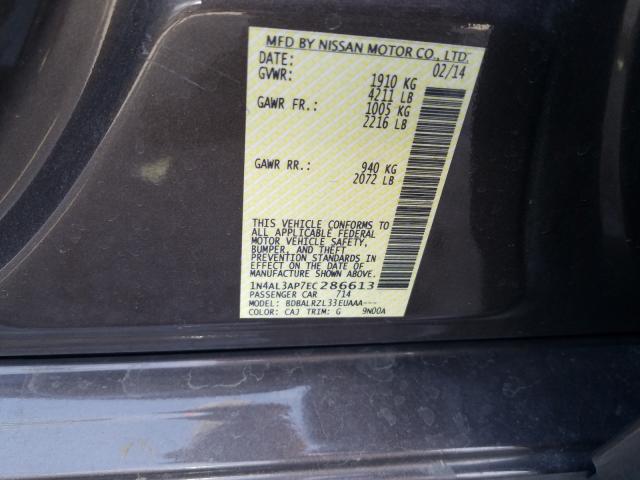 MFD BY NISSAN MOTOR CO., LTD.
DATE: 02/14
GVWR: 1910 KG
4211 LB
GAWR FR.: 1005 KG
2216 LB
GAWR RR.: 940 KG
2072 LB
THIS VEHICLE CONFORMS TO
ALL APPLICABLE FEDERAL
MOTOR VEHICLE SAFETY,
BUMPER, AND THEFT
PREVENTION STANDARDS IN
EFFECT ON THE DATE OF
MANUFACTURE SHOWN ABOVE.
1N4AL3AP7EC286613
PASSENGER CAR 714
MODEL: BDBALRZL33EUAAA---
COLOR: CAJ TRIM: G 9N00A